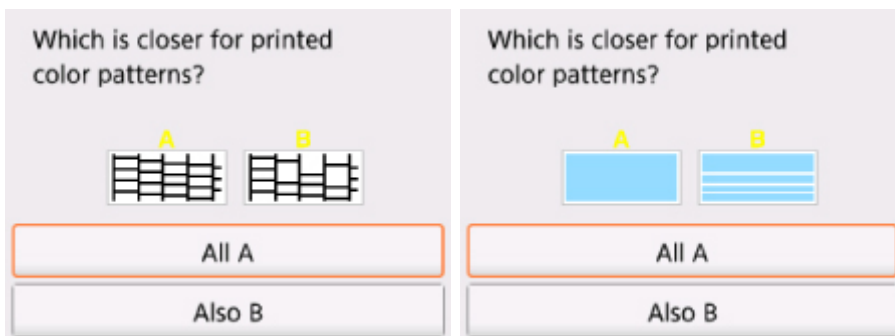 Which is closer for printed
color patterns?
A B
All A
Also B
Which is closer for printed
color patterns?
A B
All A
Also B